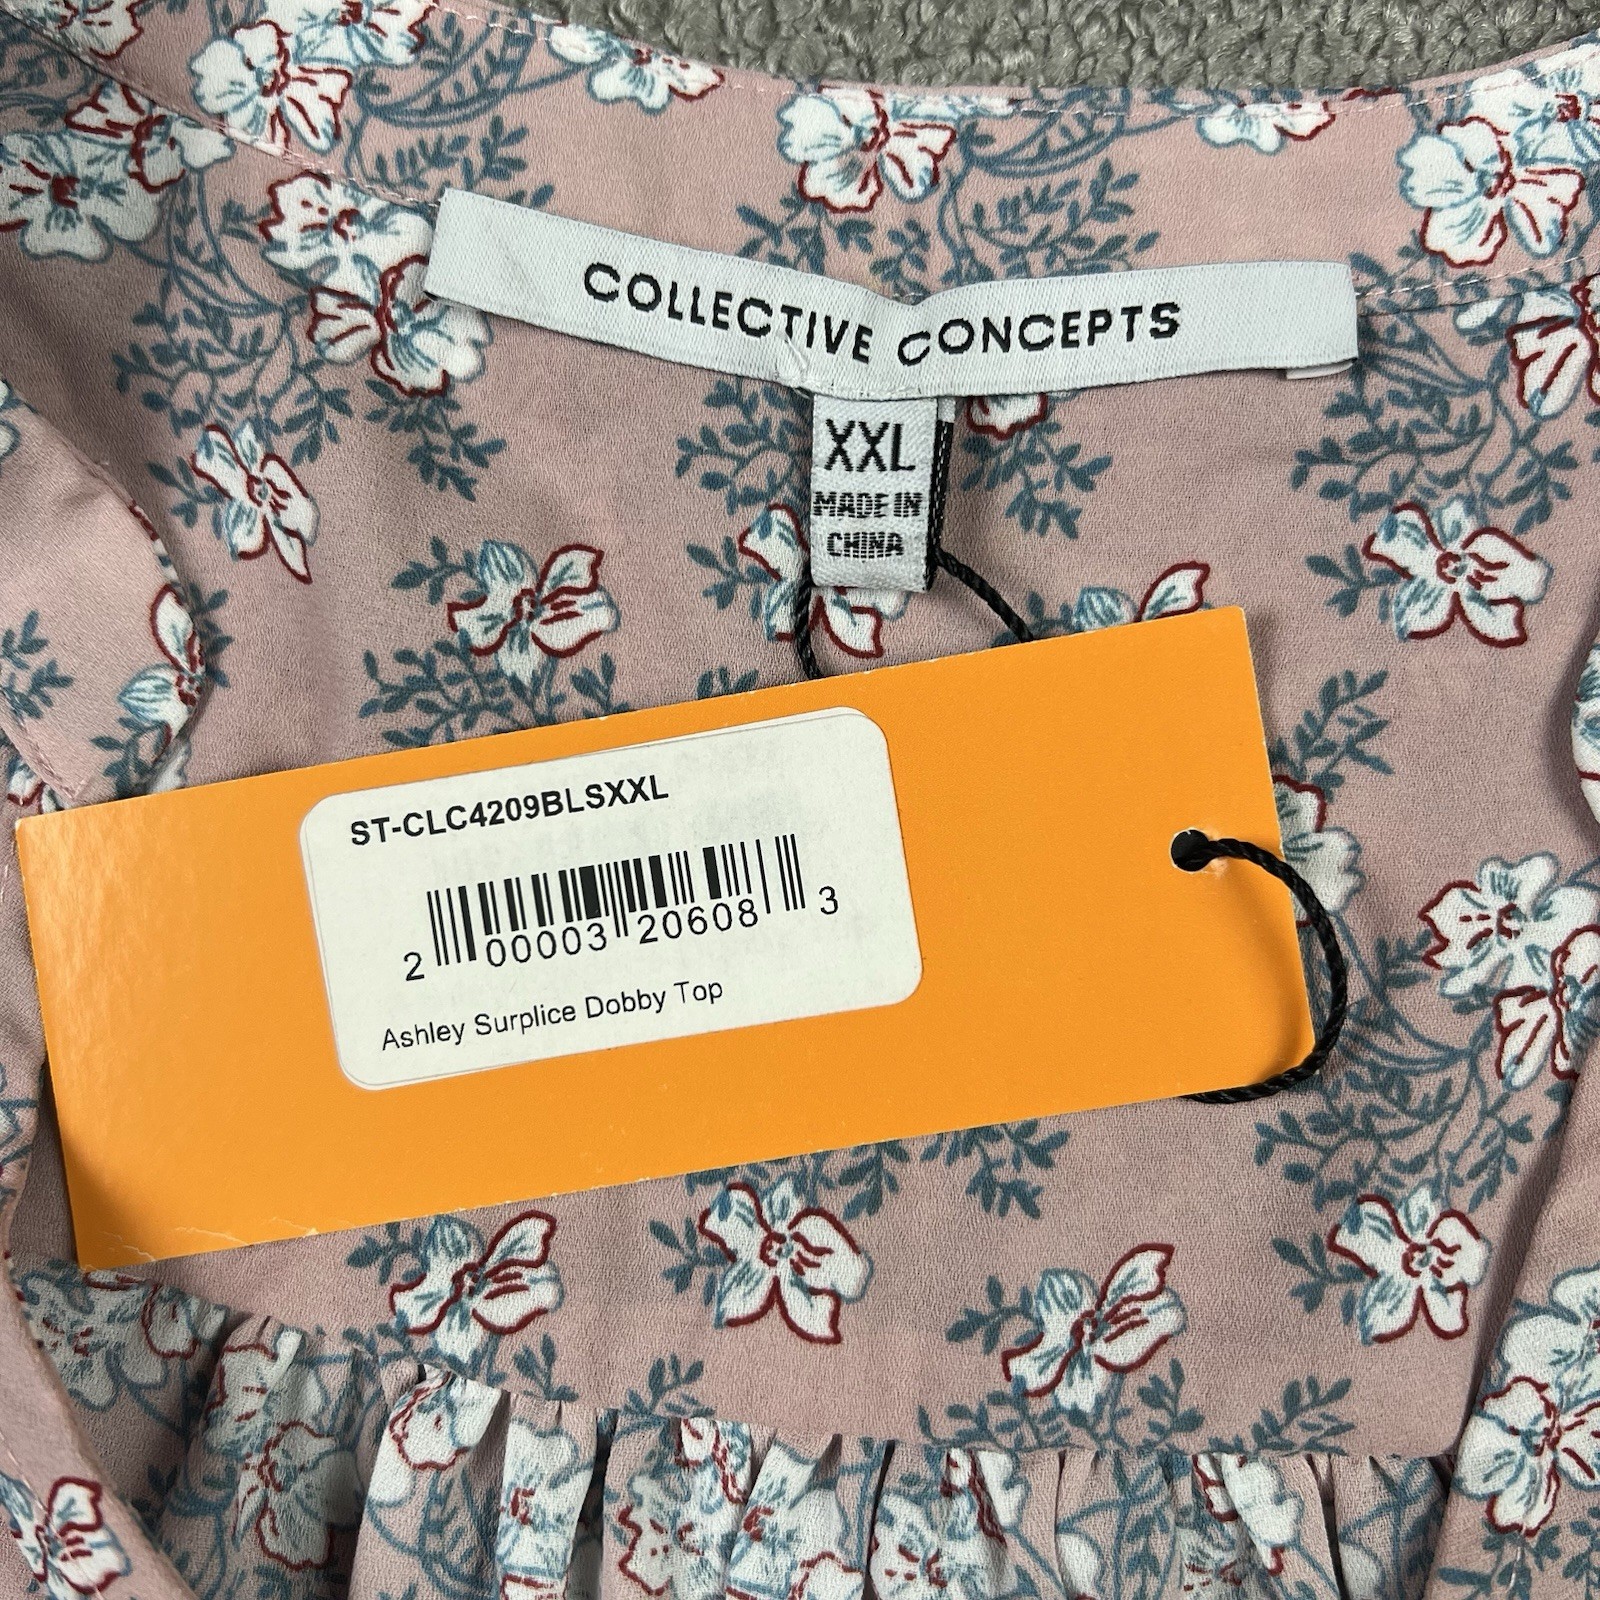 COLLECTIVE CONCEPTS
XXL
MADE IN
CHINA
ST-CLC4209BLSXXL
2 00003 20608 3
Ashley Surplice Dobby Top